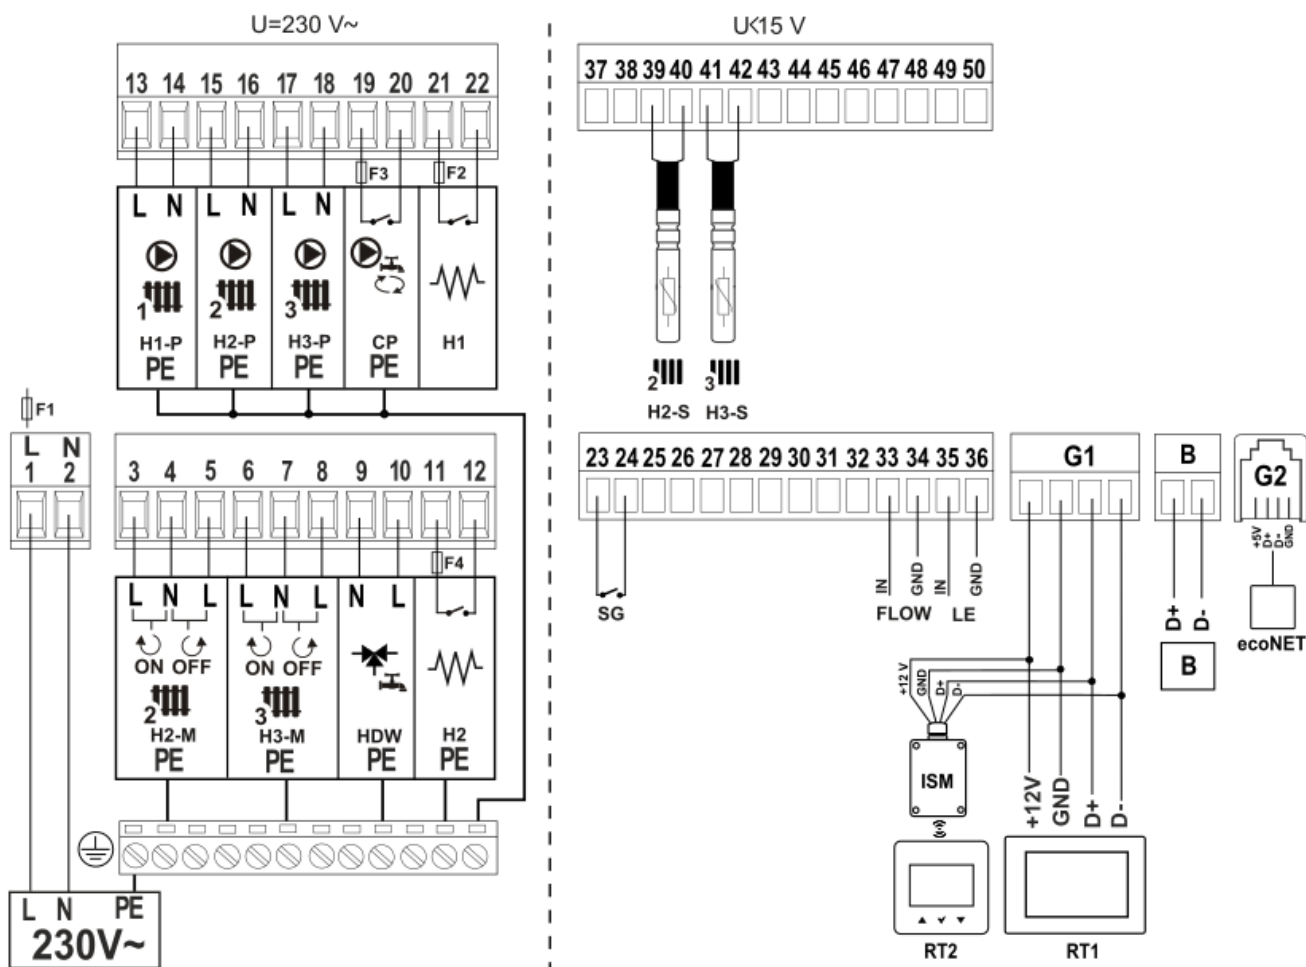 U=230 V~
U<15 V
13 14 15 16 17 18 19 20 21 22
37 38 39 40 41 42 43 44 45 46 47 48 49 50
F3 F2
L N L N L N
1 2 3
H1-P H2-P H3-P CP H1
PE PE PE PE
2 3
H2-S H3-S
F1
L N
1 2
3 4 5 6 7 8 9 10 11 12
23 24 25 26 27 28 29 30 31 32 33 34 35 36
G1
B
G2
+5V D+ D- GND
F4
L N L L N L N L
ON OFF ON OFF
2 3
H2-M H3-M HDW H2
PE PE PE PE
SG
IN GND IN GND
FLOW LE
D+ D-
B
ecoNET
+12 V GND D+ D-
ISM
+12V GND D+ D-
RT2 RT1
L N PE
230V~